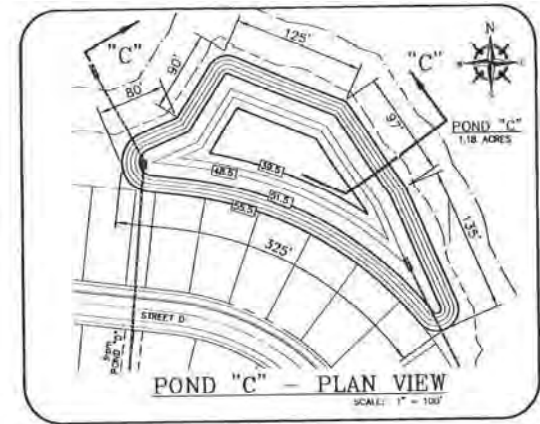 125'
"C"
90'
80'
"C"
N
E
S
97'
POND "C"
1.18 ACRES
39.5
48.5
51.5
55.5
135'
325'
STREET D
from
POND "D"
POND "C" - PLAN VIEW
SCALE: 1" = 100'